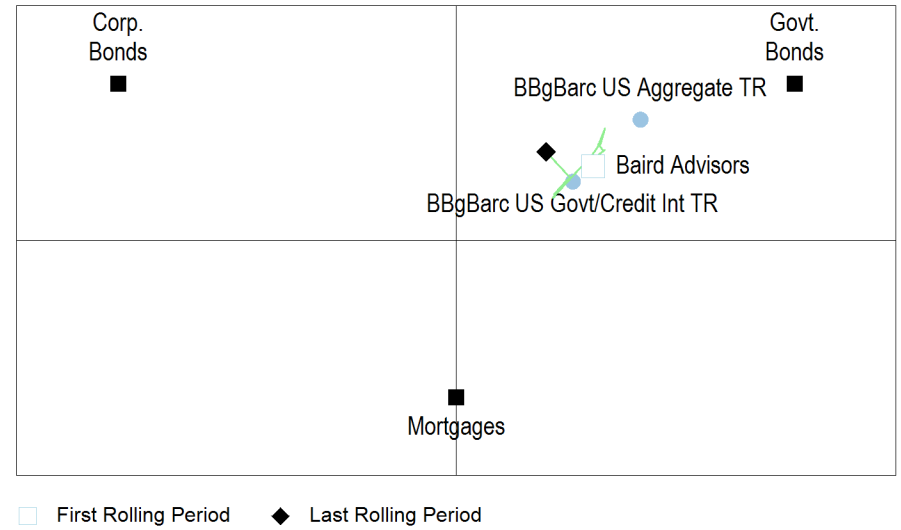 Corp.
Bonds
Govt.
Bonds
BBgBarc US Aggregate TR
Baird Advisors
BBgBarc US Govt/Credit Int TR
Mortgages
First Rolling Period
Last Rolling Period